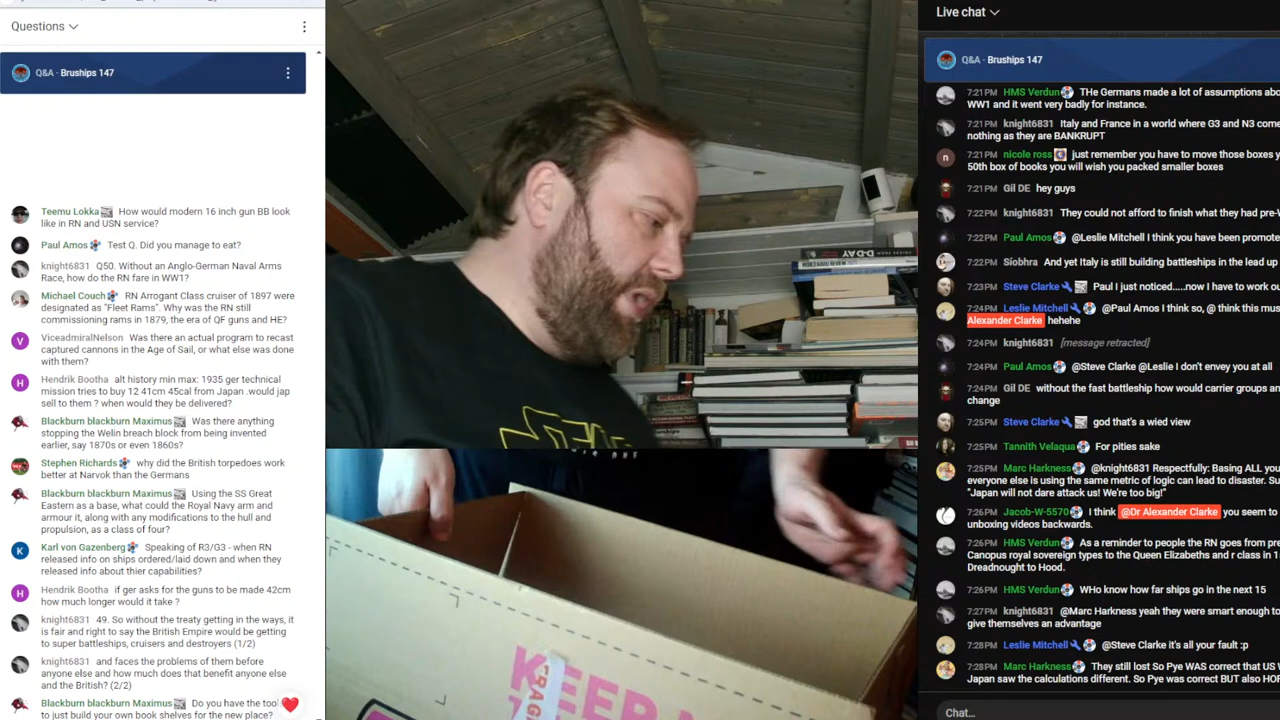 Questions
Q&A · Bruships 147
Teemu Lokka How would modern 16 inch gun BB look
like in RN and USN service?
Paul Amos Test Q. Did you manage to eat?
knight6831 Q50. Without an Anglo-German Naval Arms
Race, how do the RN fare in WW1?
Michael Couch RN Arrogant Class cruiser of 1897 were
designated as "Fleet Rams". Why was the RN still
commissioning rams in 1879, the era of QF guns and HE?
ViceadmiralNelson Was there an actual program to recast
captured cannons in the Age of Sail, or what else was done
with them?
Hendrik Bootha alt history min max: 1935 ger technical
mission tries to buy 12 41cm 45cal from Japan .would jap
sell to them ? when would they be delivered?
Blackburn blackburn Maximus Was there anything
stopping the Welin breach block from being invented
earlier, say 1870s or even 1860s?
Stephen Richards why did the British torpedoes work
better at Narvok than the Germans
Blackburn blackburn Maximus Using the SS Great
Eastern as a base, what could the Royal Navy arm and
armour it, along with any modifications to the hull and
propulsion, as a class of four?
Karl von Gazenberg Speaking of R3/G3 - when RN
released info on ships ordered/laid down and when they
released info about thier capabilities?
Hendrik Bootha if ger asks for the guns to be made 42cm
how much longer would it take ?
knight6831 49. So without the treaty getting in the ways, it
is fair and right to say the British Empire would be getting
to super battleships, cruisers and destroyers (1/2)
knight6831 and faces the problems of them before
anyone else and how much does that benefit anyone else
and the British? (2/2)
Blackburn blackburn Maximus Do you have the too
to just build your own book shelves for the new place?
D-DAY
KEEP
FRAG
Live chat
Q&A · Bruships 147
7:21 PM HMS Verdun THe Germans made a lot of assumptions abo
WW1 and it went very badly for instance.
7:21 PM knight6831 Italy and France in a world where G3 and N3 come
nothing as they are BANKRUPT
7:21 PM nicole ross just remember you have to move those boxes y
50th box of books you will wish you packed smaller boxes
7:21 PM Gil DE hey guys
7:22 PM knight6831 They could not afford to finish what they had pre-
7:22 PM Paul Amos @Leslie Mitchell I think you have been promote
7:22 PM Síobhra And yet Italy is still building battleships in the lead up
7:23 PM Steve Clarke Paul I just noticed.....now I have to work ou
7:24 PM Leslie Mitchell @Paul Amos I think so, @ think this mus
Alexander Clarke hehehe
7:24 PM knight6831 [message retracted]
7:24 PM Paul Amos @Steve Clarke @Leslie I don't envey you at all
7:24 PM Gil DE without the fast battleship how would carrier groups an
change
7:25 PM Steve Clarke god that's a wied view
7:25 PM Tannith Velaqua For pities sake
7:25 PM Marc Harkness @knight6831 Respectfully: Basing ALL you
everyone else is using the same metric of logic can lead to disaster. Su
"Japan will not dare attack us! We're too big!"
7:26 PM Jacob-W-5570 I think @Dr Alexander Clarke you seem to
unboxing videos backwards.
7:26 PM HMS Verdun As a reminder to people the RN goes from pre
Canopus royal sovereign types to the Queen Elizabeths and r class in 1
Dreadnought to Hood.
7:26 PM HMS Verdun WHo know how far ships go in the next 15
7:27 PM knight6831 @Marc Harkness yeah they were smart enough to
give themselves an advantage
7:28 PM Leslie Mitchell @Steve Clarke it's all your fault :p
7:28 PM Marc Harkness They still lost So Pye WAS correct that US W
Japan saw the calculations different. So Pye was correct BUT also HO
Chat...